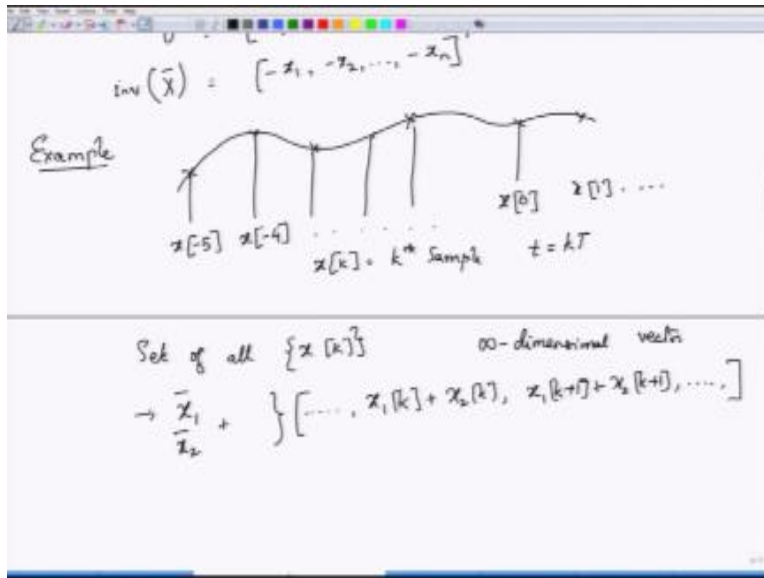 inv (x̄) = [-x₁, -x₂, ..., -xₙ]
Example
x[-5] x[-4] . . . . . . . x[0] x[1] . . . .
x[k] = kᵗʰ Sample t = kT
Set of all {x[k]} ∞-dimensional vector
→ x̄₁ + } [...., x₁[k] + x₂[k], x₁[k+1] + x₂[k+1], ....,]
x̄₂